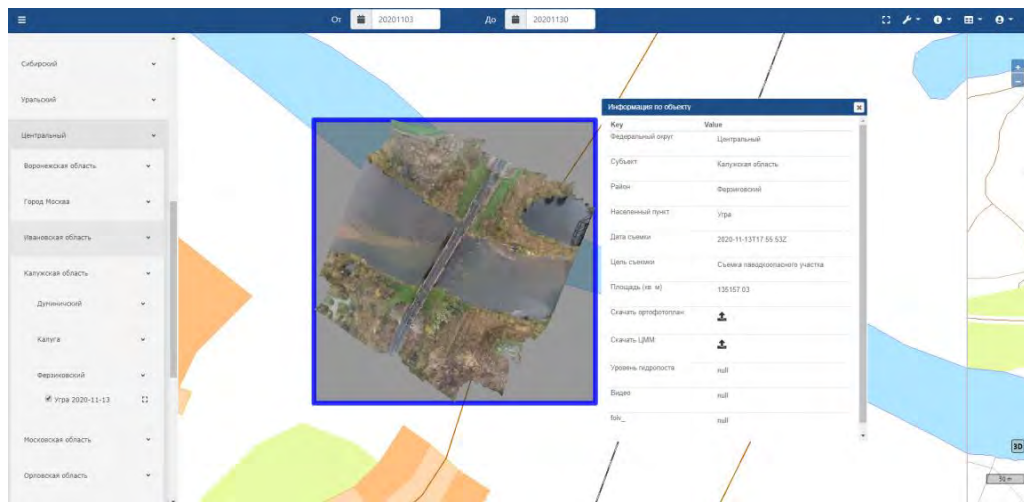 От 20201103 До 20201130
Сибирский
Уральский
Центральный
Воронежская область
Город Москва
Ивановская область
Калужская область
Думиничский
Калуга
Ферзиковский
Угра 2020-11-13
Московская область
Орловская область
Информация по объекту
Key Value
Федеральный округ Центральный
Субъект Калужская область
Район Ферзиковский
Населенный пункт Угра
Дата съемки 2020-11-13T17:55:53Z
Цель съемки Съемка паводкоопасного участка
Площадь (кв. м) 135157.03
Скачать ортофотоплан
Скачать ЦММ
Уровень гидропоста null
Видео null
foiv_ null
3D
50 m